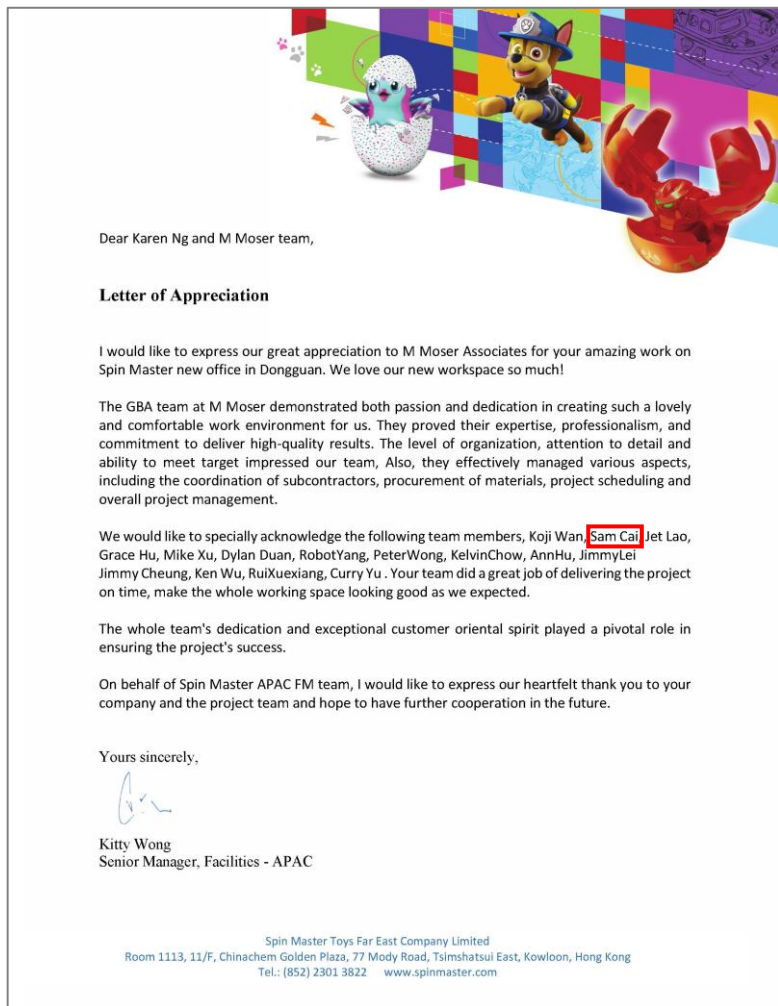 Dear Karen Ng and M Moser team,
Letter of Appreciation
I would like to express our great appreciation to M Moser Associates for your amazing work on
Spin Master new office in Dongguan. We love our new workspace so much!
The GBA team at M Moser demonstrated both passion and dedication in creating such a lovely
and comfortable work environment for us. They proved their expertise, professionalism, and
commitment to deliver high-quality results. The level of organization, attention to detail and
ability to meet target impressed our team, Also, they effectively managed various aspects,
including the coordination of subcontractors, procurement of materials, project scheduling and
overall project management.
We would like to specially acknowledge the following team members, Koji Wan, Sam Cai, Jet Lao,
Grace Hu, Mike Xu, Dylan Duan, RobotYang, PeterWong, KelvinChow, AnnHu, JimmyLei
Jimmy Cheung, Ken Wu, RuiXuexiang, Curry Yu . Your team did a great job of delivering the project
on time, make the whole working space looking good as we expected.
The whole team's dedication and exceptional customer oriental spirit played a pivotal role in
ensuring the project's success.
On behalf of Spin Master APAC FM team, I would like to express our heartfelt thank you to your
company and the project team and hope to have further cooperation in the future.
Yours sincerely,
Kitty Wong
Senior Manager, Facilities - APAC
Spin Master Toys Far East Company Limited
Room 1113, 11/F, Chinachem Golden Plaza, 77 Mody Road, Tsimshatsui East, Kowloon, Hong Kong
Tel.: (852) 2301 3822 www.spinmaster.com